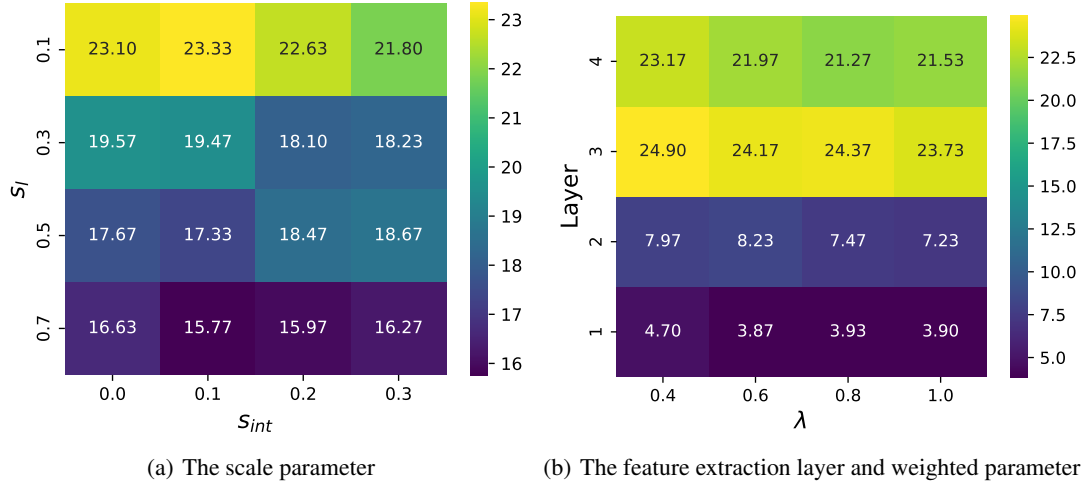 0.1 23.10 23.33 22.63 21.80
0.3 19.57 19.47 18.10 18.23
0.5 17.67 17.33 18.47 18.67
0.7 16.63 15.77 15.97 16.27
s_l
0.0 0.1 0.2 0.3
s_int
23
22
21
20
19
18
17
16
(a) The scale parameter
4 23.17 21.97 21.27 21.53
3 24.90 24.17 24.37 23.73
2 7.97 8.23 7.47 7.23
1 4.70 3.87 3.93 3.90
Layer
0.4 0.6 0.8 1.0
λ
22.5
20.0
17.5
15.0
12.5
10.0
7.5
5.0
(b) The feature extraction layer and weighted parameter